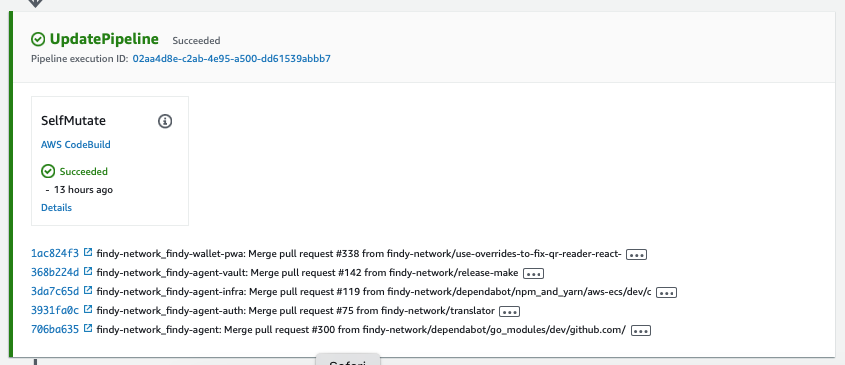 UpdatePipeline Succeeded
Pipeline execution ID: 02aa4d8e-c2ab-4e95-a500-dd61539abbb7
SelfMutate
AWS CodeBuild
Succeeded
- 13 hours ago
Details
1ac824f3 findy-network_findy-wallet-pwa: Merge pull request #338 from findy-network/use-overrides-to-fix-qr-reader-react-
368b224d findy-network_findy-agent-vault: Merge pull request #142 from findy-network/release-make
3da7c65d findy-network_findy-agent-infra: Merge pull request #119 from findy-network/dependabot/npm_and_yarn/aws-ecs/dev/c
3931fa0c findy-network_findy-agent-auth: Merge pull request #75 from findy-network/translator
706ba635 findy-network_findy-agent: Merge pull request #300 from findy-network/dependabot/go_modules/dev/github.com/